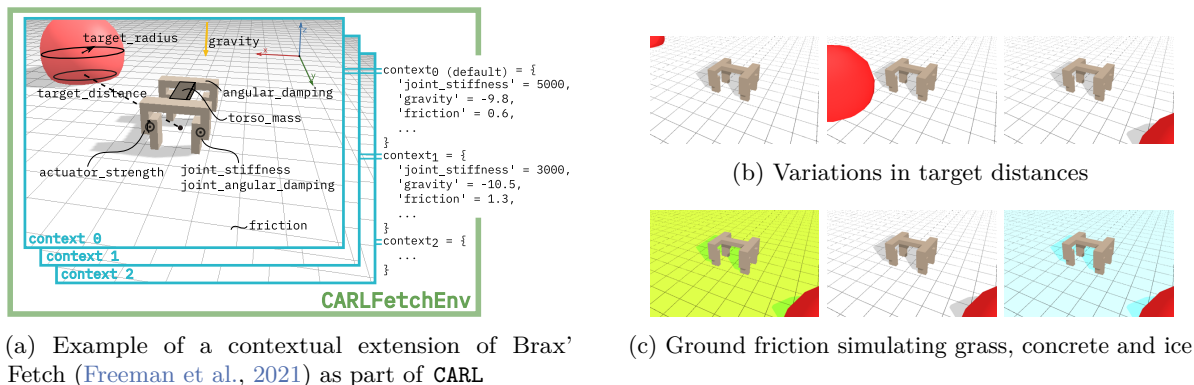 target_radius
gravity
z
x
y
target_distance
angular_damping
torso_mass
actuator_strength
joint_stiffness
joint_angular_damping
friction
context 0
context 1
context 2
context0 (default) = {
'joint_stiffness' = 5000,
'gravity' = -9.8,
'friction' = 0.6,
...
}
context1 = {
'joint_stiffness' = 3000,
'gravity' = -10.5,
'friction' = 1.3,
...
}
context2 = {
...
}
CARLFetchEnv
(a) Example of a contextual extension of Brax’
Fetch (Freeman et al., 2021) as part of CARL
(b) Variations in target distances
(c) Ground friction simulating grass, concrete and ice